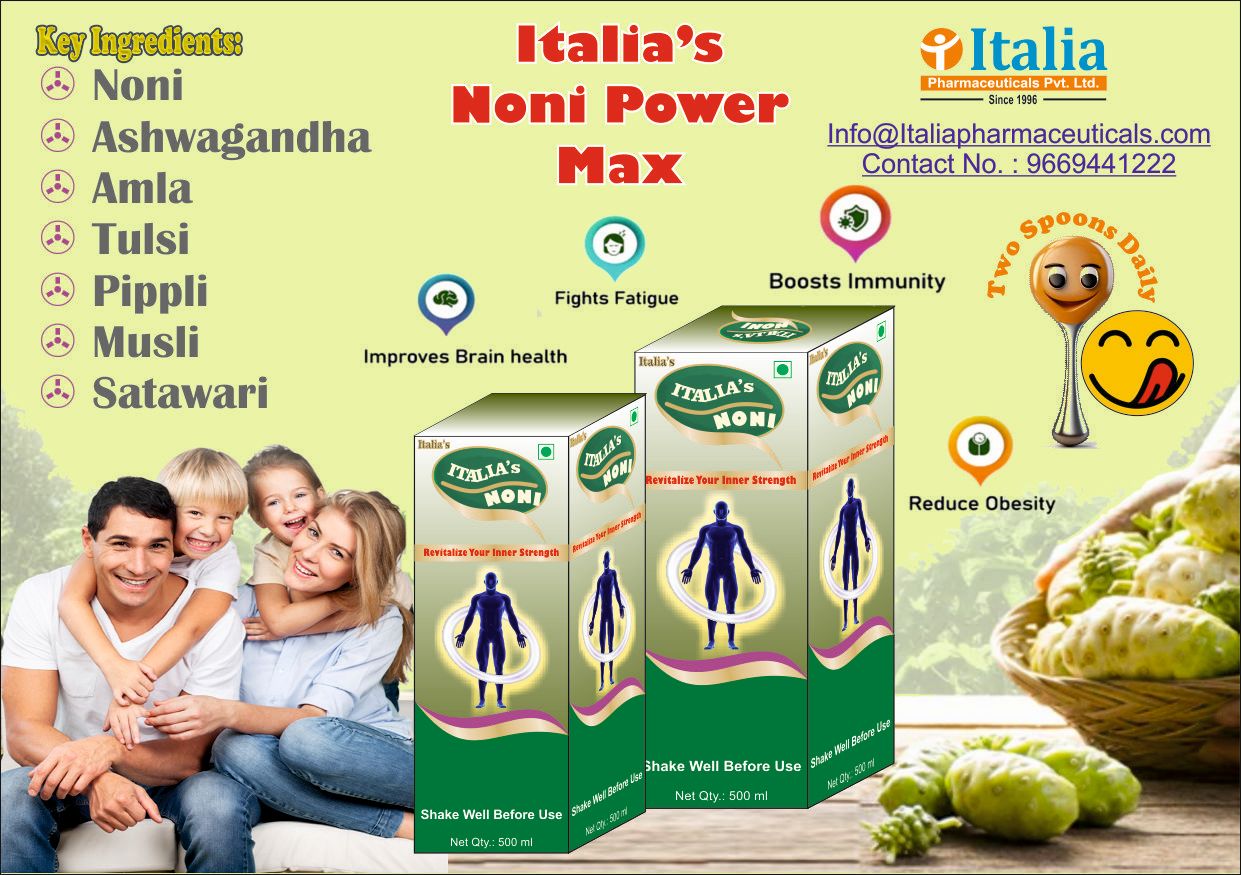 Key Ingredients:
Noni
Ashwagandha
Amla
Tulsi
Pippli
Musli
Satawari
Italia's
Noni Power
Max
Italia
Pharmaceuticals Pvt. Ltd.
Since 1996
Info@Italiapharmaceuticals.com
Contact No. : 9669441222
Improves Brain health
Fights Fatigue
Boosts Immunity
Two Spoons Daily
Reduce Obesity
Italia's
ITALIA's
NONI
Revitalize Your Inner Strength
Shake Well Before Use
Net Qty.: 500 ml
Italia's
ITALIA's
NONI
Revitalize Your Inner Strength
Shake Well Before Use
Net Qty.: 500 ml
ITALIA's
NONI
Italia's
ITALIA's
NONI
Revitalize Your Inner Strength
Shake Well Before Use
Net Qty.: 500 ml
Italia's
ITALIA's
NONI
Revitalize Your Inner Strength
Shake Well Before Use
Net Qty.: 500 ml